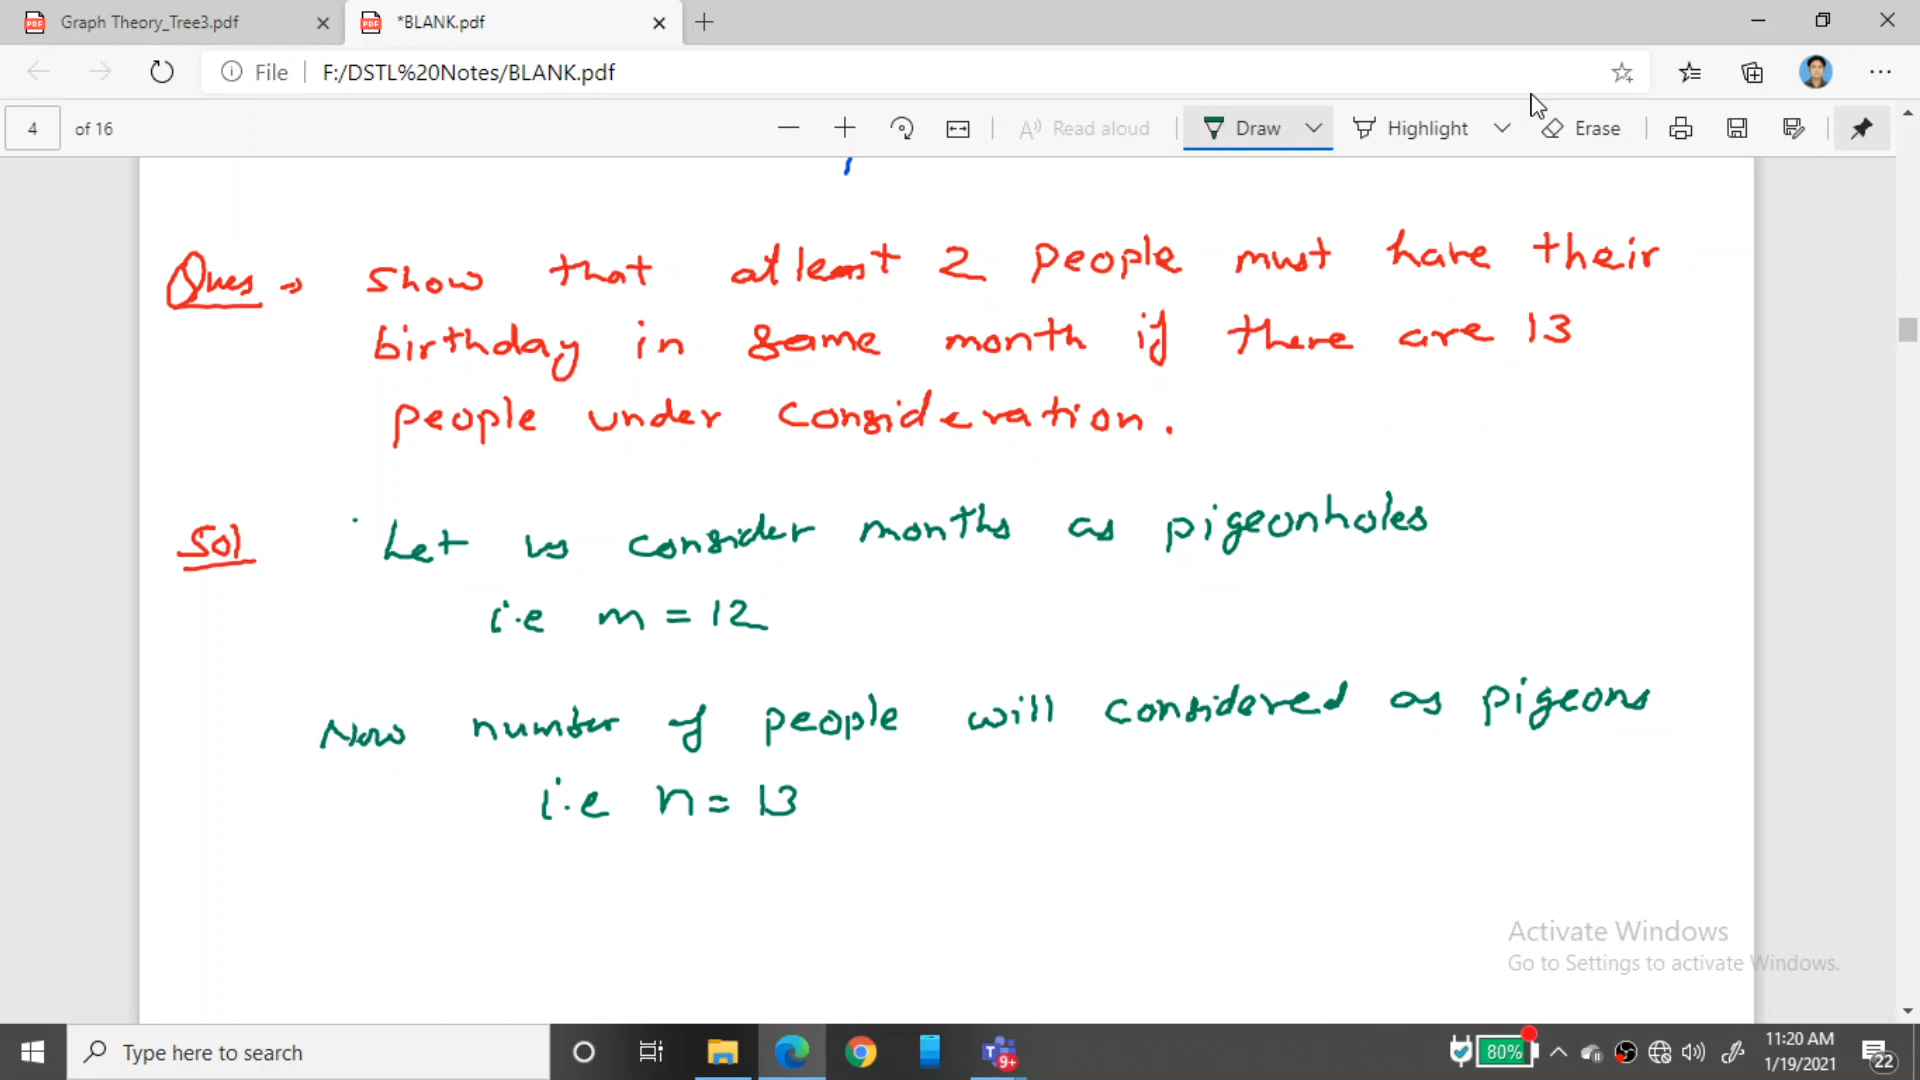 Graph Theory_Tree3.pdf
*BLANK.pdf
File F:/DSTL%20Notes/BLANK.pdf
4 of 16 Read aloud Draw Highlight Erase
Ques → Show that atleast 2 people must have their
birthday in same month if there are 13
people under consideration.
Sol Let us consider months as pigeonholes
i.e m = 12
Now number of people will considered as pigeons
i.e n = 13
Activate Windows
Go to Settings to activate Windows.
Type here to search
9+
80%
11:20 AM
1/19/2021
22